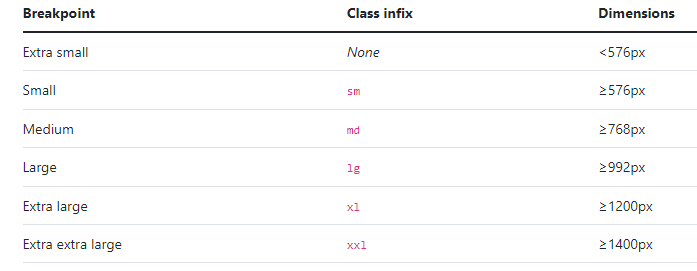 Breakpoint Class infix Dimensions
Extra small None <576px
Small sm ≥576px
Medium md ≥768px
Large lg ≥992px
Extra large xl ≥1200px
Extra extra large xxl ≥1400px